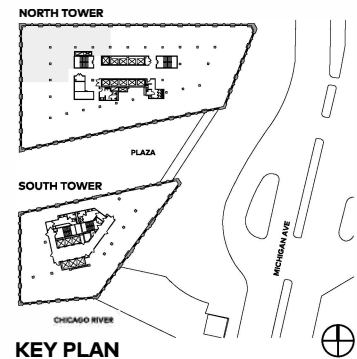 NORTH TOWER
PLAZA
SOUTH TOWER
MICHIGAN AVE
CHICAGO RIVER
KEY PLAN